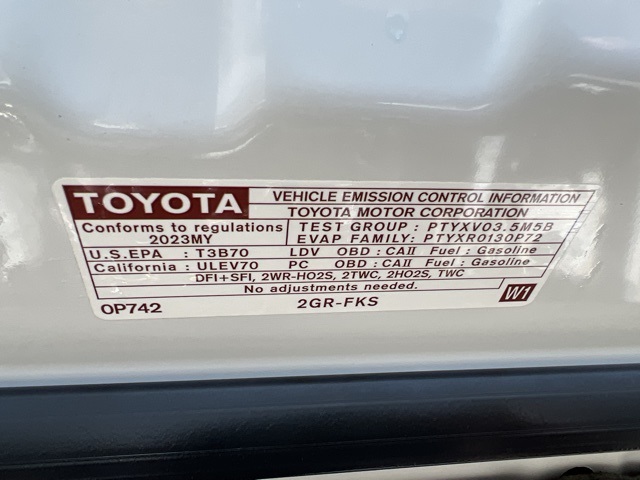 TOYOTA VEHICLE EMISSION CONTROL INFORMATION
TOYOTA MOTOR CORPORATION
Conforms to regulations TEST GROUP : PTYXV03.5M5B
2023MY EVAP FAMILY: PTYXR0130P72
U.S.EPA : T3B70 LDV OBD : CAII Fuel : Gasoline
California : ULEV70 PC OBD : CAII Fuel : Gasoline
DFI+SFI, 2WR-HO2S, 2TWC, 2HO2S, TWC
No adjustments needed.
0P742 2GR-FKS W1